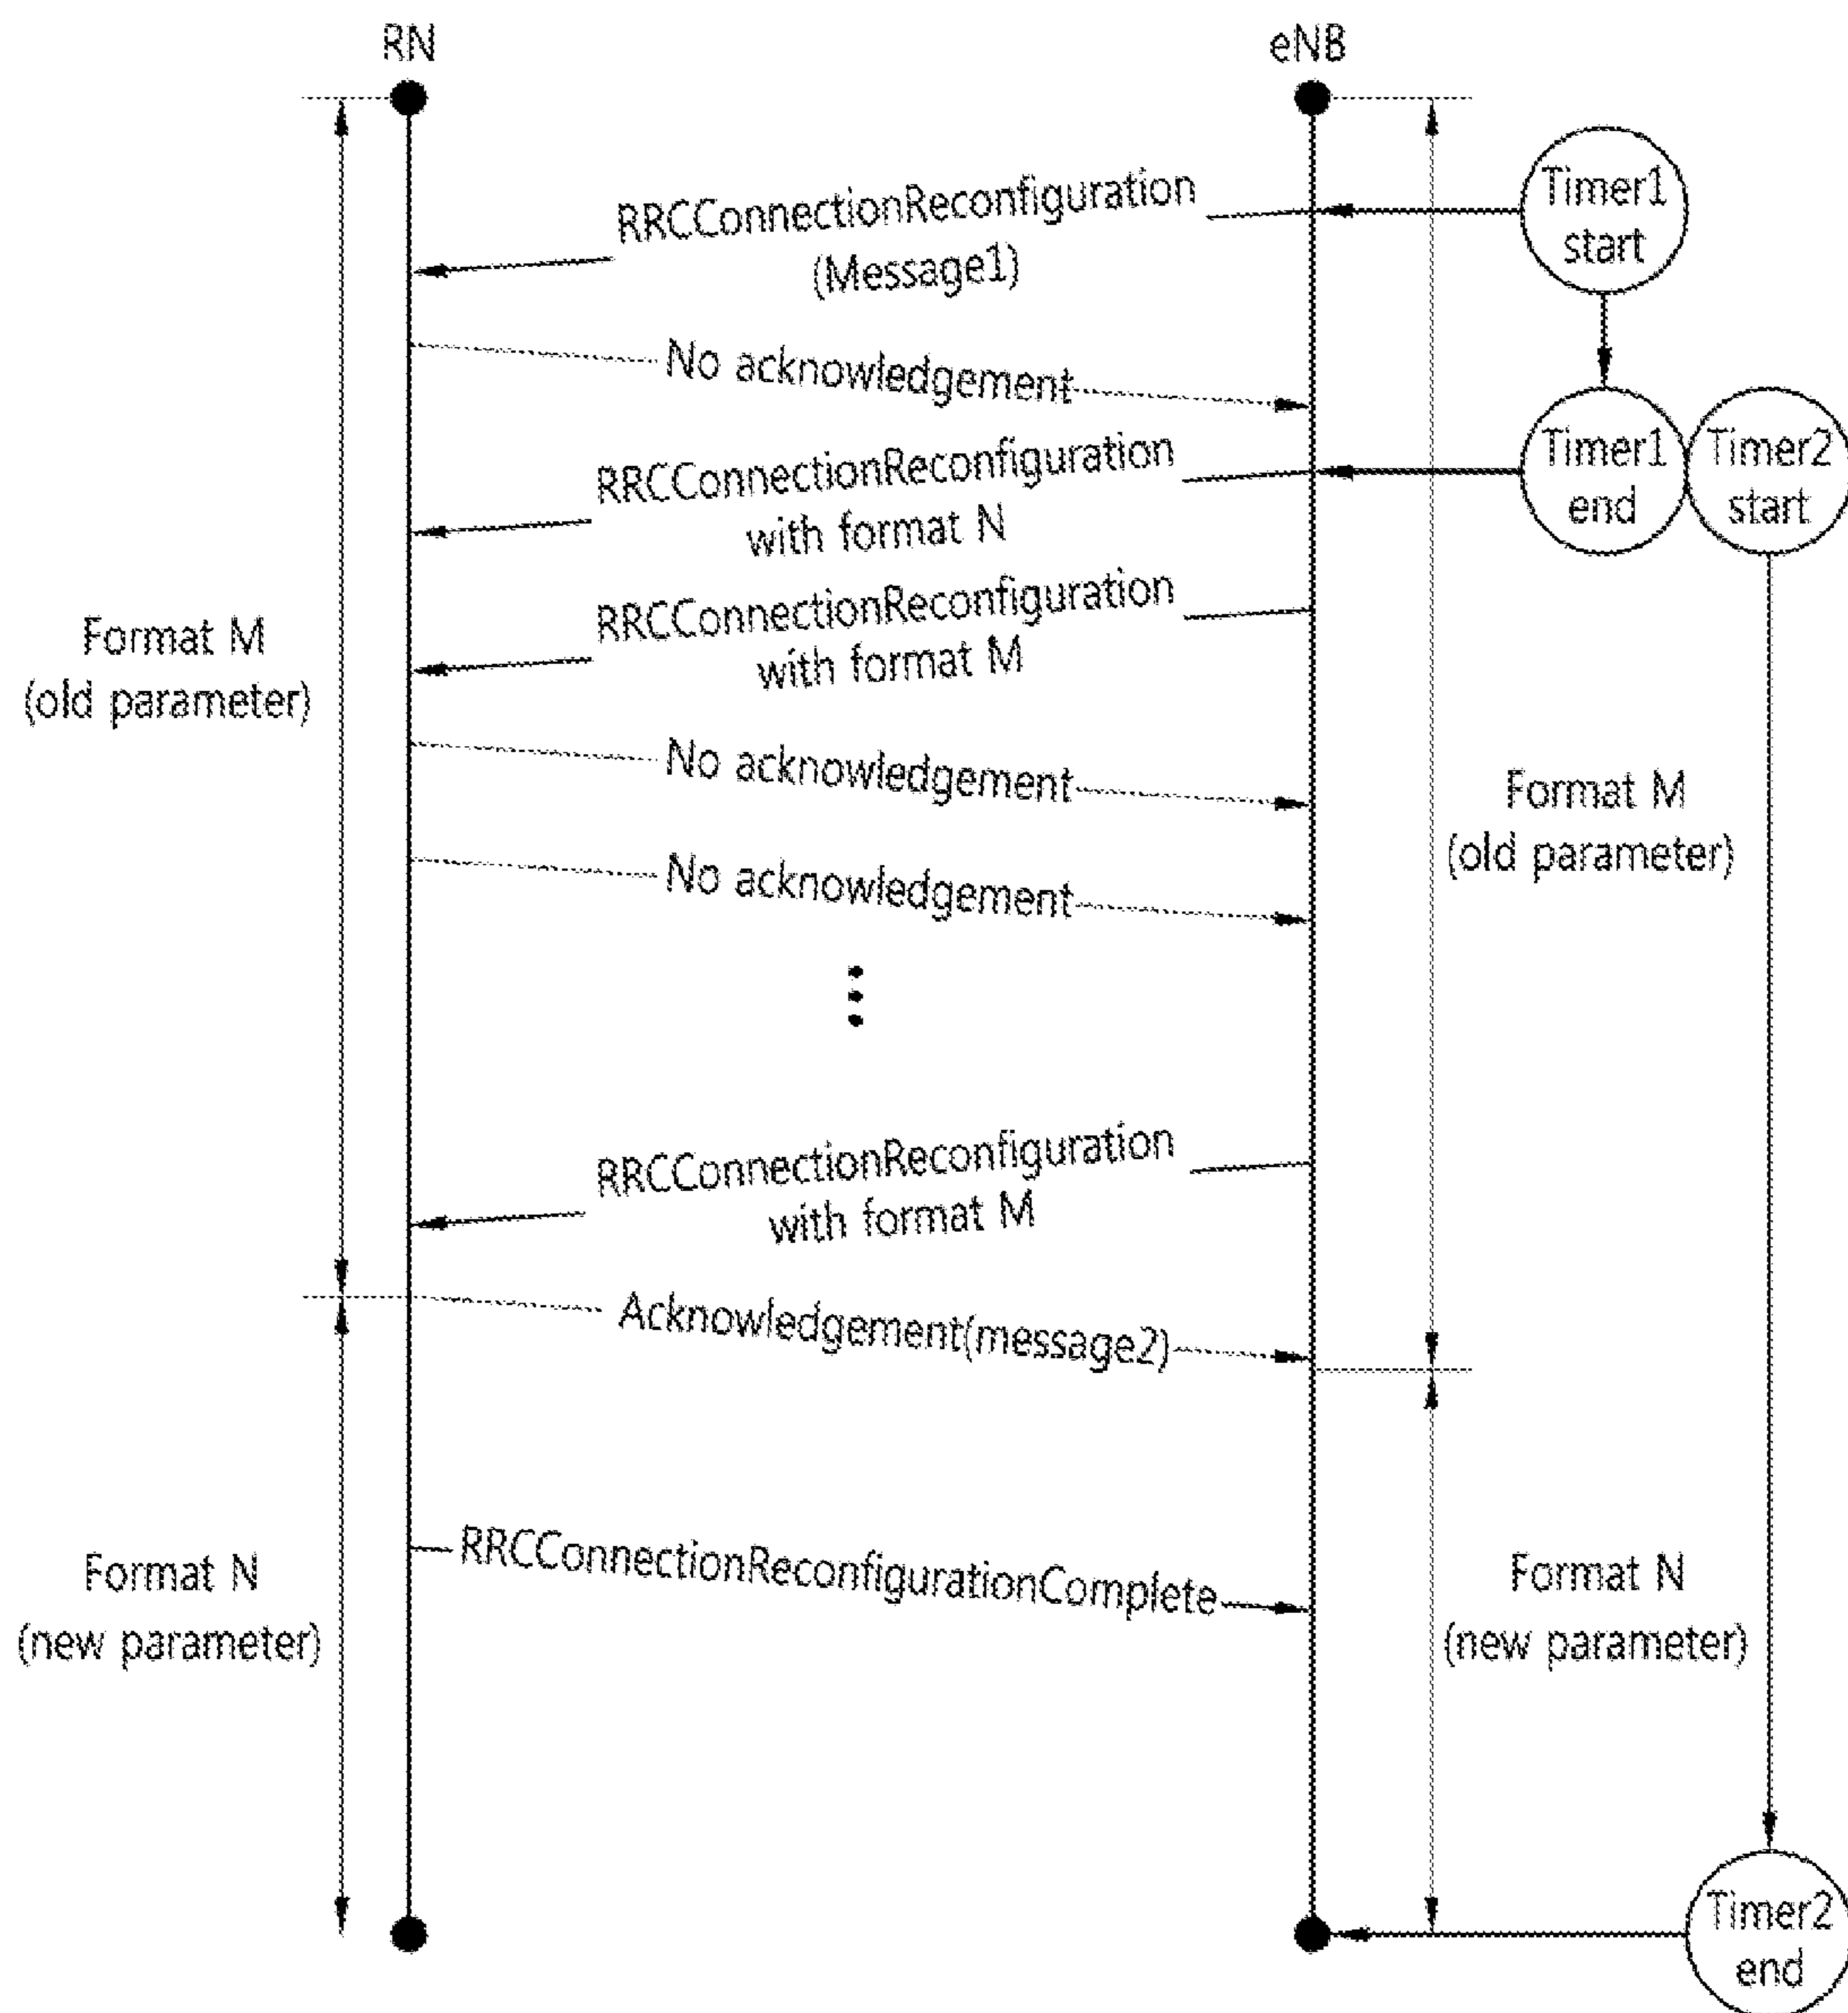 RN
eNB
RRCConnectionReconfiguration
(Message1)
Timer1
start
No acknowledgement
RRCConnectionReconfiguration
with format N
Timer1
end
Timer2
start
RRCConnectionReconfiguration
with format M
Format M
(old parameter)
No acknowledgement
Format M
(old parameter)
No acknowledgement
RRCConnectionReconfiguration
with format M
Acknowledgement(message2)
RRCConnectionReconfigurationComplete
Format N
(new parameter)
Format N
(new parameter)
Timer2
end